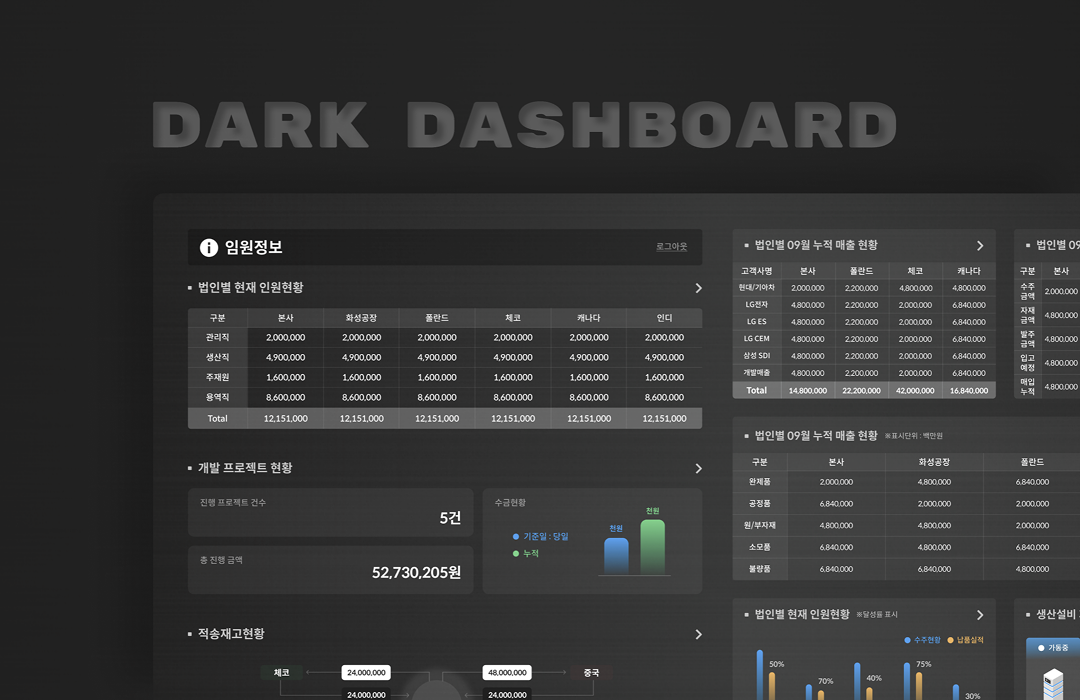 DARK DASHBOARD
임원정보
로그아웃
법인별 현재 인원현황
구분 본사 화성공장 폴란드 체코 캐나다 인디
관리직 2,000,000 2,000,000 2,000,000 2,000,000 2,000,000 2,000,000
생산직 4,900,000 4,900,000 4,900,000 4,900,000 4,900,000 4,900,000
주재원 1,600,000 1,600,000 1,600,000 1,600,000 1,600,000 1,600,000
용역직 8,600,000 8,600,000 8,600,000 8,600,000 8,600,000 8,600,000
Total 12,151,000 12,151,000 12,151,000 12,151,000 12,151,000 12,151,000
개발 프로젝트 현황
진행 프로젝트 건수
5건
총 진행 금액
52,730,205원
수금현황
기준일 : 당일
누적
천원
천원
적송재고현황
체코 24,000,000 48,000,000 중국
24,000,000 24,000,000
법인별 09월 누적 매출 현황
고객사명 본사 폴란드 체코 캐나다
현대/기아차 2,000,000 2,200,000 4,800,000 4,800,000
LG전자 4,800,000 2,200,000 2,000,000 6,840,000
LG ES 4,800,000 2,200,000 2,000,000 6,840,000
LG CEM 4,800,000 2,200,000 2,000,000 6,840,000
삼성 SDI 4,800,000 2,200,000 2,000,000 6,840,000
개발매출 4,800,000 2,200,000 2,000,000 6,840,000
Total 14,800,000 22,200,000 42,000,000 16,840,000
법인별 09월 누적 매출 현황 ※표시단위 : 백만원
구분 본사 화성공장 폴란드
완제품 2,000,000 4,800,000 6,840,000
공정품 6,840,000 2,000,000 2,000,000
원/부자재 4,800,000 4,800,000 2,000,000
소모품 6,840,000 4,800,000 6,840,000
불량품 6,840,000 6,840,000 4,800,000
법인별 현재 인원현황 ※달성율 표시
수주현황 납품실적
50%
70%
40%
75%
30%
법인별 09
구분 본사
수주
금액 2,000,000
자재
금액 4,800,000
발주
금액 4,800,000
입고
예정 4,800,000
매입
누적 4,800,000
생산설비
가동중